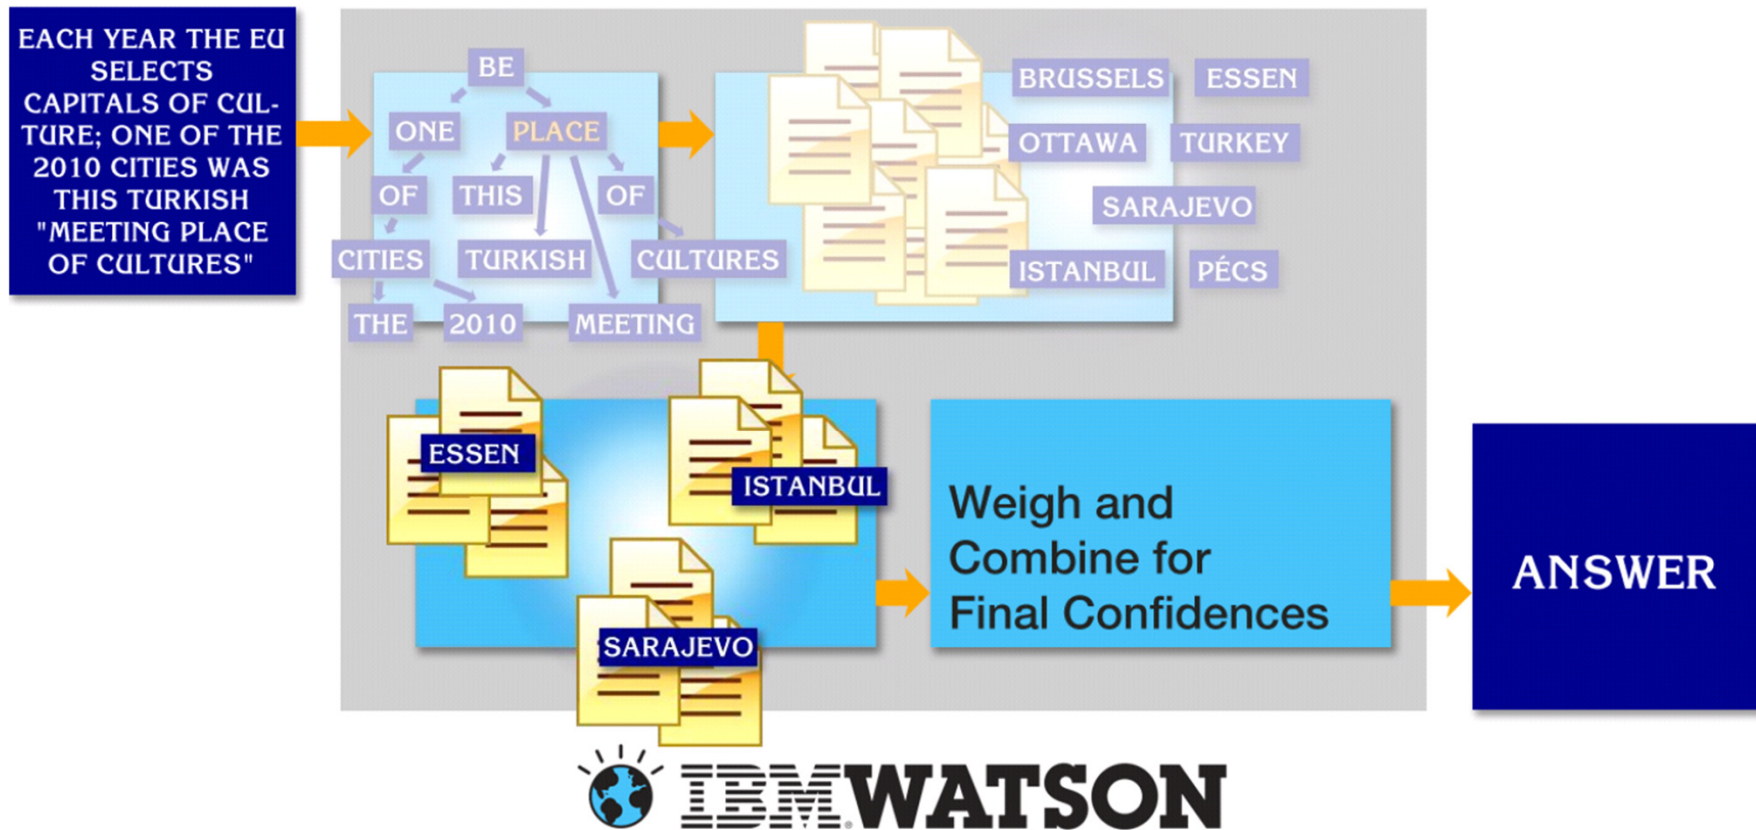 EACH YEAR THE EU
SELECTS
CAPITALS OF CUL-
TURE; ONE OF THE
2010 CITIES WAS
THIS TURKISH
"MEETING PLACE
OF CULTURES"
BE
ONE PLACE
OF THIS OF
CITIES TURKISH CULTURES
THE 2010 MEETING
BRUSSELS ESSEN
OTTAWA TURKEY
SARAJEVO
ISTANBUL PÉCS
ESSEN
ISTANBUL
SARAJEVO
Weigh and
Combine for
Final Confidences
ANSWER
IBM® WATSON